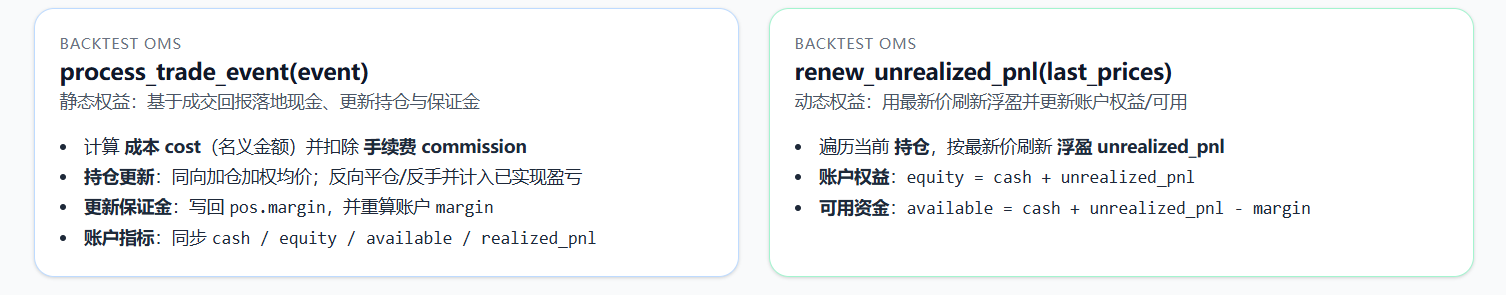 BACKTEST OMS
process_trade_event(event)
静态权益：基于成交回报落地现金、更新持仓与保证金
• 计算 成本 cost（名义金额）并扣除 手续费 commission
• 持仓更新：同向加仓加权均价；反向平仓/反手并计入已实现盈亏
• 更新保证金：写回 pos.margin，并重算账户 margin
• 账户指标：同步 cash / equity / available / realized_pnl
BACKTEST OMS
renew_unrealized_pnl(last_prices)
动态权益：用最新价刷新浮盈并更新账户权益/可用
• 遍历当前 持仓，按最新价刷新 浮盈 unrealized_pnl
• 账户权益：equity = cash + unrealized_pnl
• 可用资金：available = cash + unrealized_pnl - margin